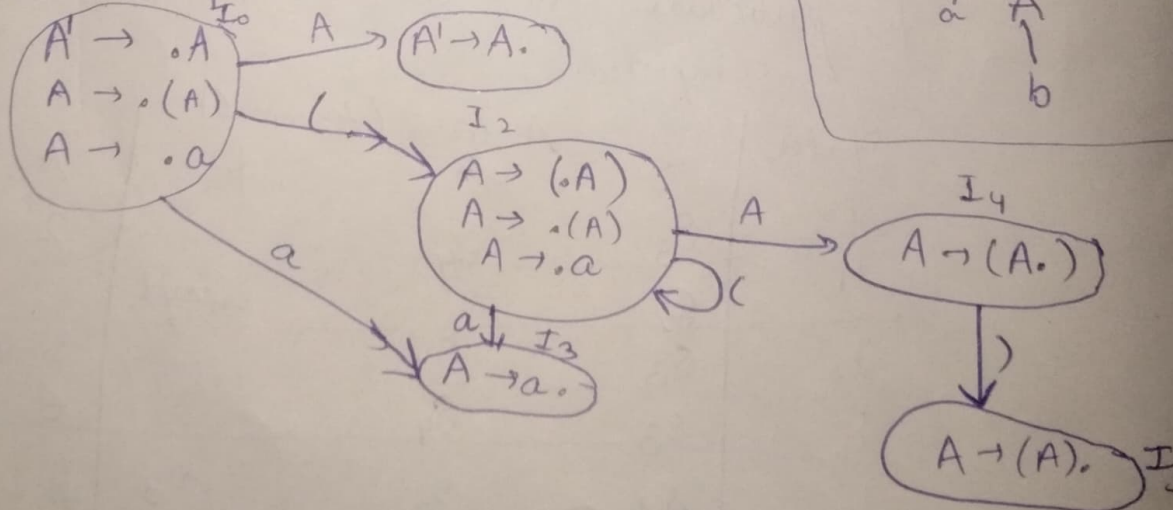 I₀
A' → .A
A → .(A)
A → .a
A
A' → A.
(
I₂
A → (.A)
A → .(A)
A → .a
A
(
a
a
I₃
A → a.
I₄
A → (A.)
)
A → (A).
I
a A
b